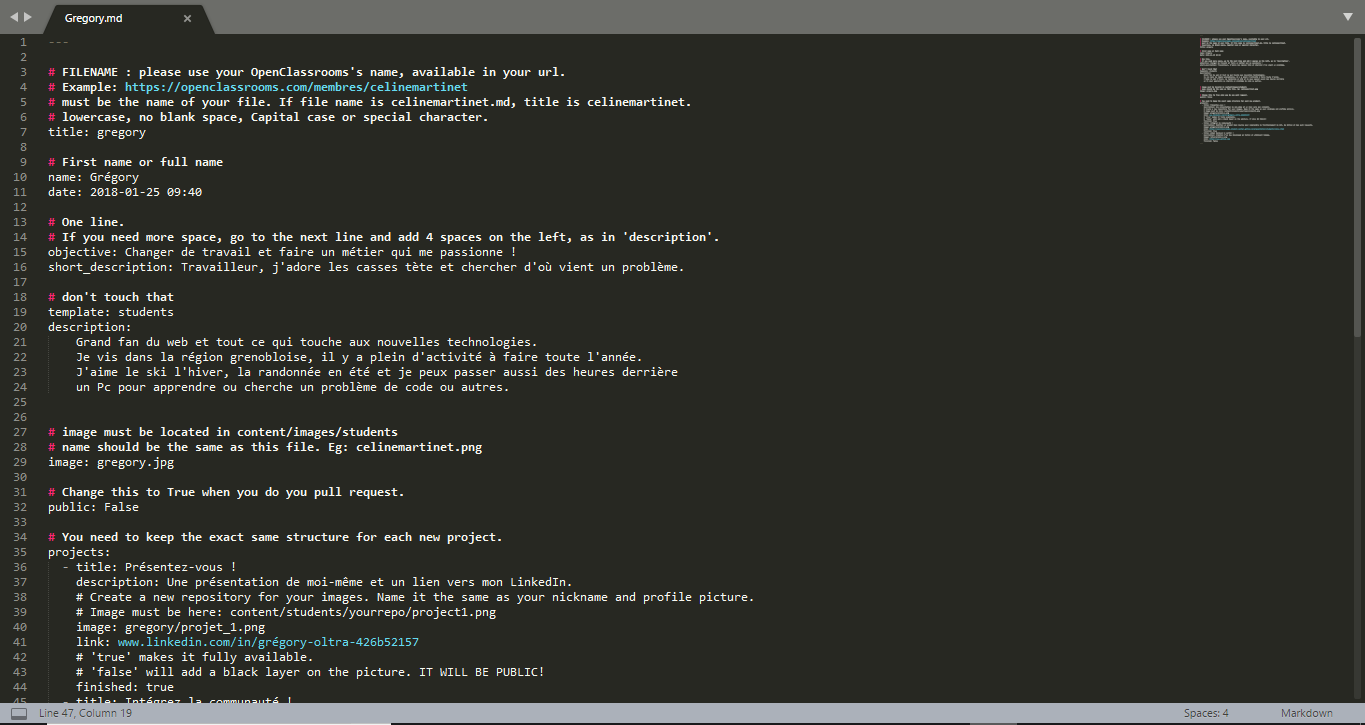 Gregory.md
1 ---
2
3 # FILENAME : please use your OpenClassrooms's name, available in your url.
4 # Example: https://openclassrooms.com/membres/celinemartinet
5 # must be the name of your file. If file name is celinemartinet.md, title is celinemartinet.
6 # lowercase, no blank space, Capital case or special character.
7 title: gregory
8
9 # First name or full name
10 name: Grégory
11 date: 2018-01-25 09:40
12
13 # One line.
14 # If you need more space, go to the next line and add 4 spaces on the left, as in 'description'.
15 objective: Changer de travail et faire un métier qui me passionne !
16 short_description: Travailleur, j'adore les casses tète et chercher d'où vient un problème.
17
18 # don't touch that
19 template: students
20 description:
21 Grand fan du web et tout ce qui touche aux nouvelles technologies.
22 Je vis dans la région grenobloise, il y a plein d'activité à faire toute l'année.
23 J'aime le ski l'hiver, la randonnée en été et je peux passer aussi des heures derrière
24 un Pc pour apprendre ou cherche un problème de code ou autres.
25
26
27 # image must be located in content/images/students
28 # name should be the same as this file. Eg: celinemartinet.png
29 image: gregory.jpg
30
31 # Change this to True when you do you pull request.
32 public: False
33
34 # You need to keep the exact same structure for each new project.
35 projects:
36 - title: Présentez-vous !
37 description: Une présentation de moi-même et un lien vers mon LinkedIn.
38 # Create a new repository for your images. Name it the same as your nickname and profile picture.
39 # Image must be here: content/students/yourrepo/project1.png
40 image: gregory/projet_1.png
41 link: www.linkedin.com/in/grégory-oltra-426b52157
42 # 'true' makes it fully available.
43 # 'false' will add a black layer on the picture. IT WILL BE PUBLIC!
44 finished: true
45 - title: Intégrez la communauté !
Line 47, Column 19
Spaces: 4
Markdown